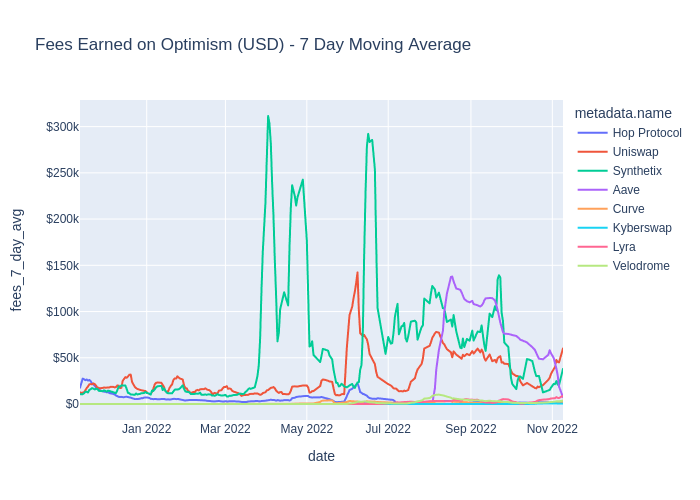 Fees Earned on Optimism (USD) - 7 Day Moving Average
metadata.name
Hop Protocol
Uniswap
Synthetix
Aave
Curve
Kyberswap
Lyra
Velodrome
fees_7_day_avg
$300k
$250k
$200k
$150k
$100k
$50k
$0
Jan 2022
Mar 2022
May 2022
Jul 2022
Sep 2022
Nov 2022
date